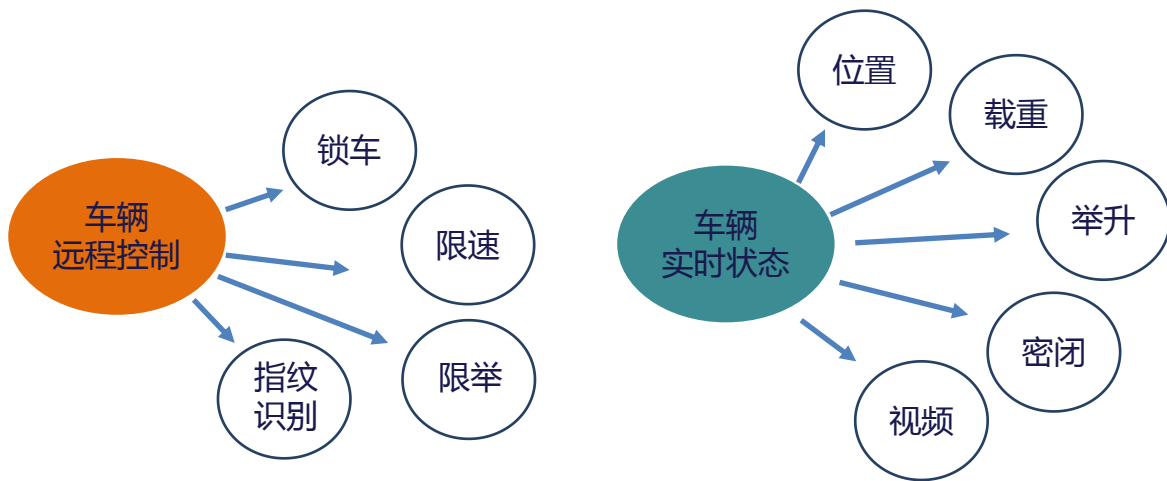 车辆
远程控制
锁车
限速
限举
指纹
识别
车辆
实时状态
位置
载重
举升
密闭
视频